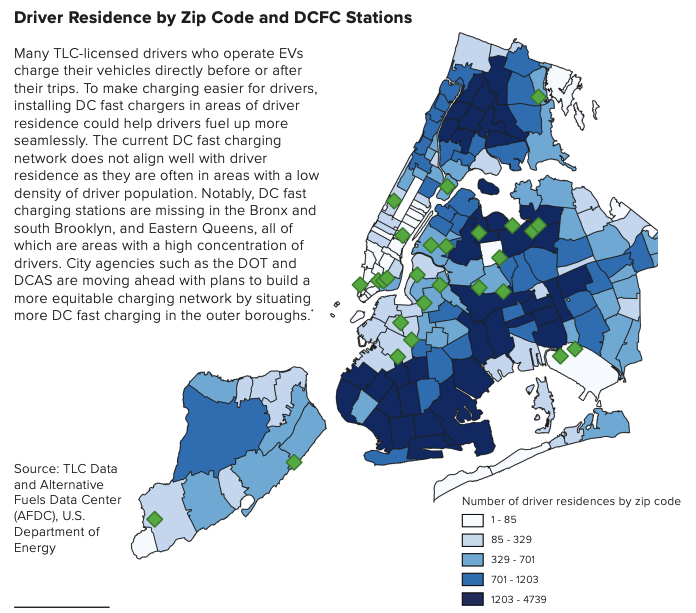 Driver Residence by Zip Code and DCFC Stations
Many TLC-licensed drivers who operate EVs
charge their vehicles directly before or after
their trips. To make charging easier for drivers,
installing DC fast chargers in areas of driver
residence could help drivers fuel up more
seamlessly. The current DC fast charging
network does not align well with driver
residence as they are often in areas with a low
density of driver population. Notably, DC fast
charging stations are missing in the Bronx and
south Brooklyn, and Eastern Queens, all of
which are areas with a high concentration of
drivers. City agencies such as the DOT and
DCAS are moving ahead with plans to build a
more equitable charging network by situating
more DC fast charging in the outer boroughs.*
Source: TLC Data
and Alternative
Fuels Data Center
(AFDC), U.S.
Department of
Energy
Number of driver residences by zip code
1 - 85
85 - 329
329 - 701
701 - 1203
1203 - 4739